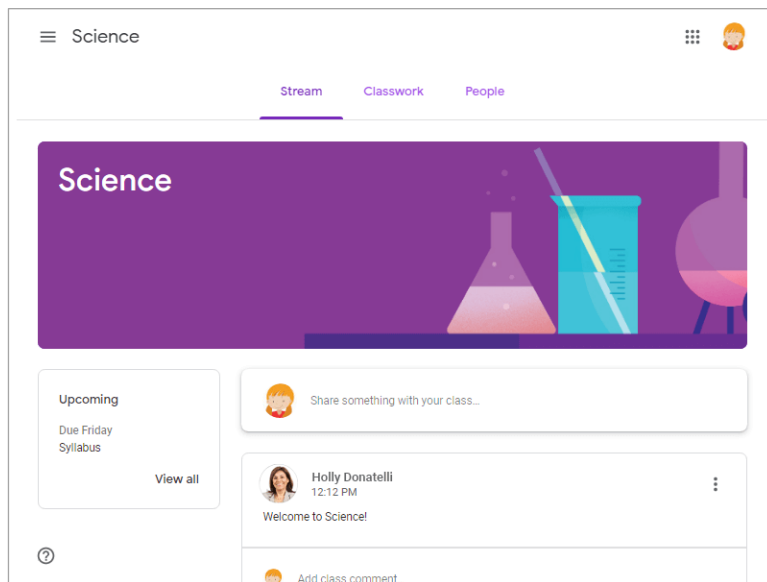 Science
Stream
Classwork
People
Science
Upcoming
Due Friday
Syllabus
View all
Share something with your class...
Holly Donatelli
12:12 PM
Welcome to Science!
Add class comment